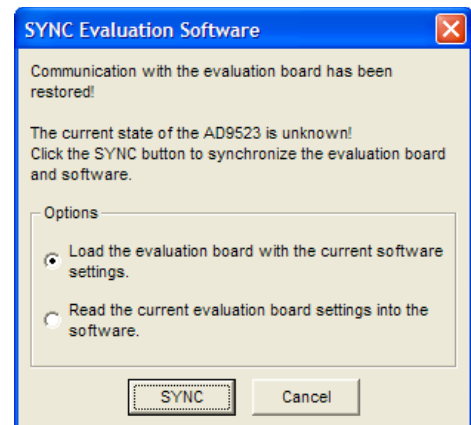 SYNC Evaluation Software
Communication with the evaluation board has been
restored!
The current state of the AD9523 is unknown!
Click the SYNC button to synchronize the evaluation board
and software.
Options
Load the evaluation board with the current software
settings.
Read the current evaluation board settings into the
software.
SYNC Cancel